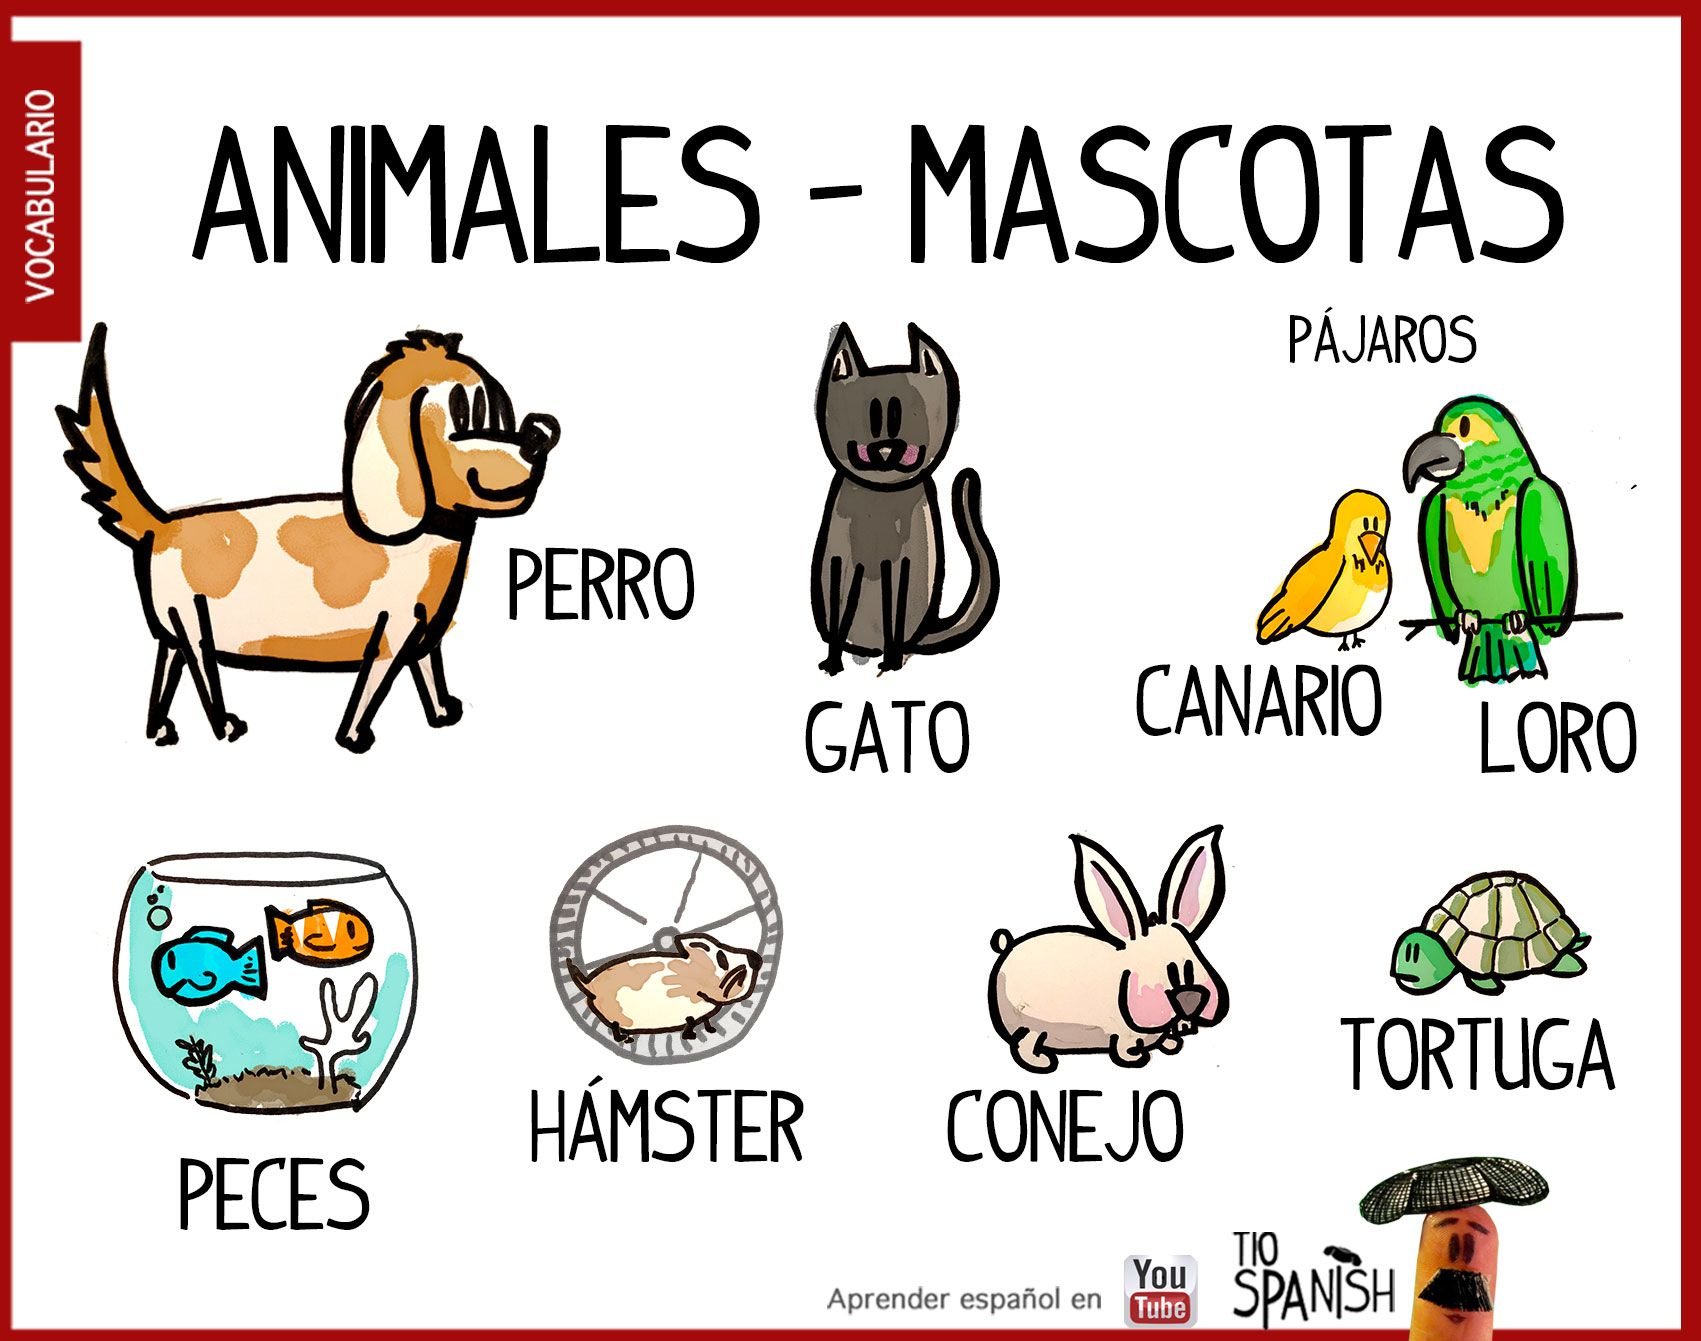 VOCABULARIO
ANIMALES - MASCOTAS
PÁJAROS
PERRO
GATO
CANARIO
LORO
PECES
HÁMSTER
CONEJO
TORTUGA
Aprender español en
You
Tube
TIO
SPANISH